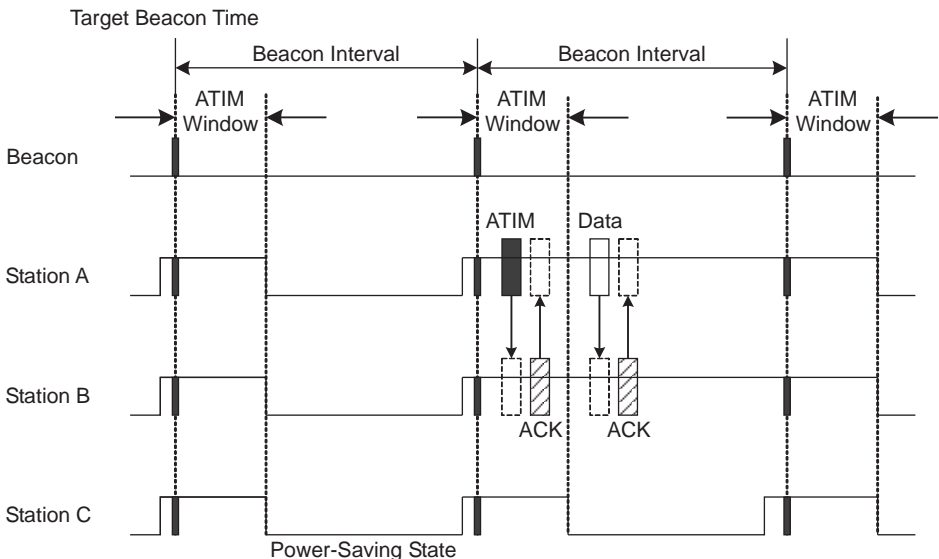 Target Beacon Time
Beacon Interval
Beacon Interval
ATIM
Window
ATIM
Window
ATIM
Window
Beacon
ATIM
Data
Station A
Station B
ACK
ACK
Station C
Power-Saving State